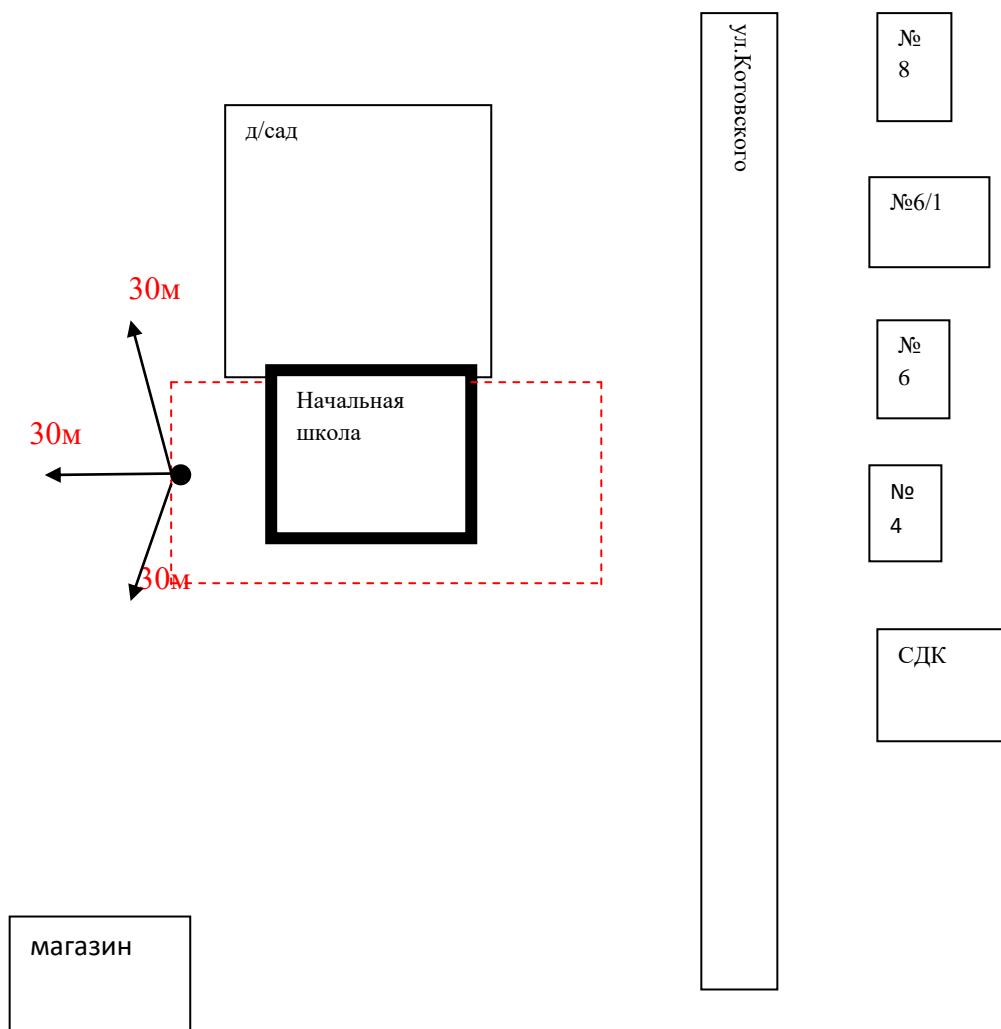 ул.Котовского
№
8
д/сад
№6/1
30м
№
6
Начальная
школа
30м
№
4
30м
СДК
магазин